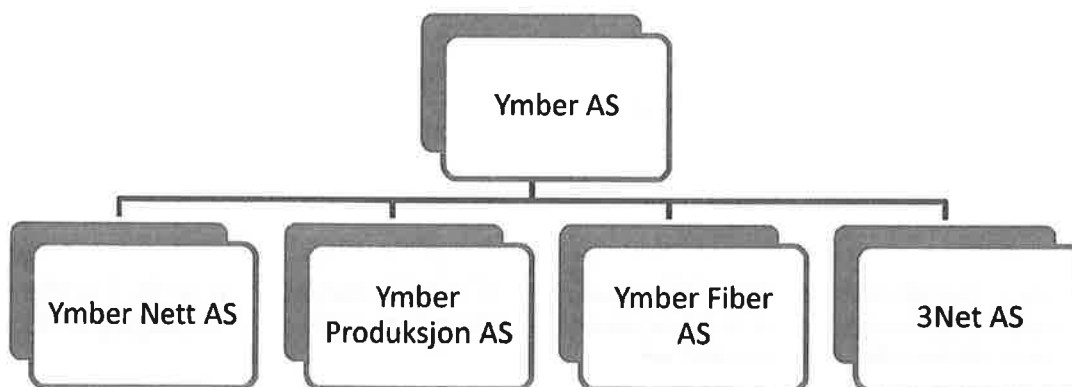 Ymber AS
Ymber Nett AS
Ymber
Produksjon AS
Ymber Fiber
AS
3Net AS